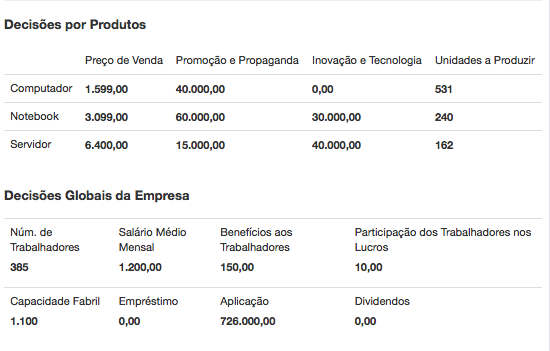 Decisões por Produtos
Preço de Venda Promoção e Propaganda Inovação e Tecnologia Unidades a Produzir
Computador 1.599,00 40.000,00 0,00 531
Notebook 3.099,00 60.000,00 30.000,00 240
Servidor 6.400,00 15.000,00 40.000,00 162
Decisões Globais da Empresa
Núm. de Salário Médio Benefícios aos Participação dos Trabalhadores nos
Trabalhadores Mensal Trabalhadores Lucros
385 1.200,00 150,00 10,00
Capacidade Fabril Empréstimo Aplicação Dividendos
1.100 0,00 726.000,00 0,00